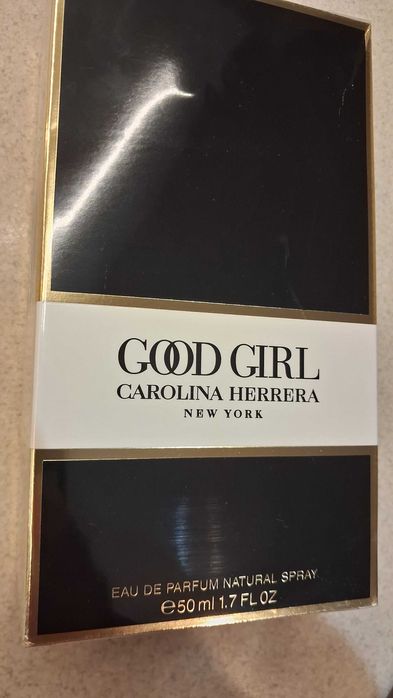 GOOD GIRL
CAROLINA HERRERA
NEW YORK
EAU DE PARFUM NATURAL SPRAY
℮50 ml 1.7 FL OZ